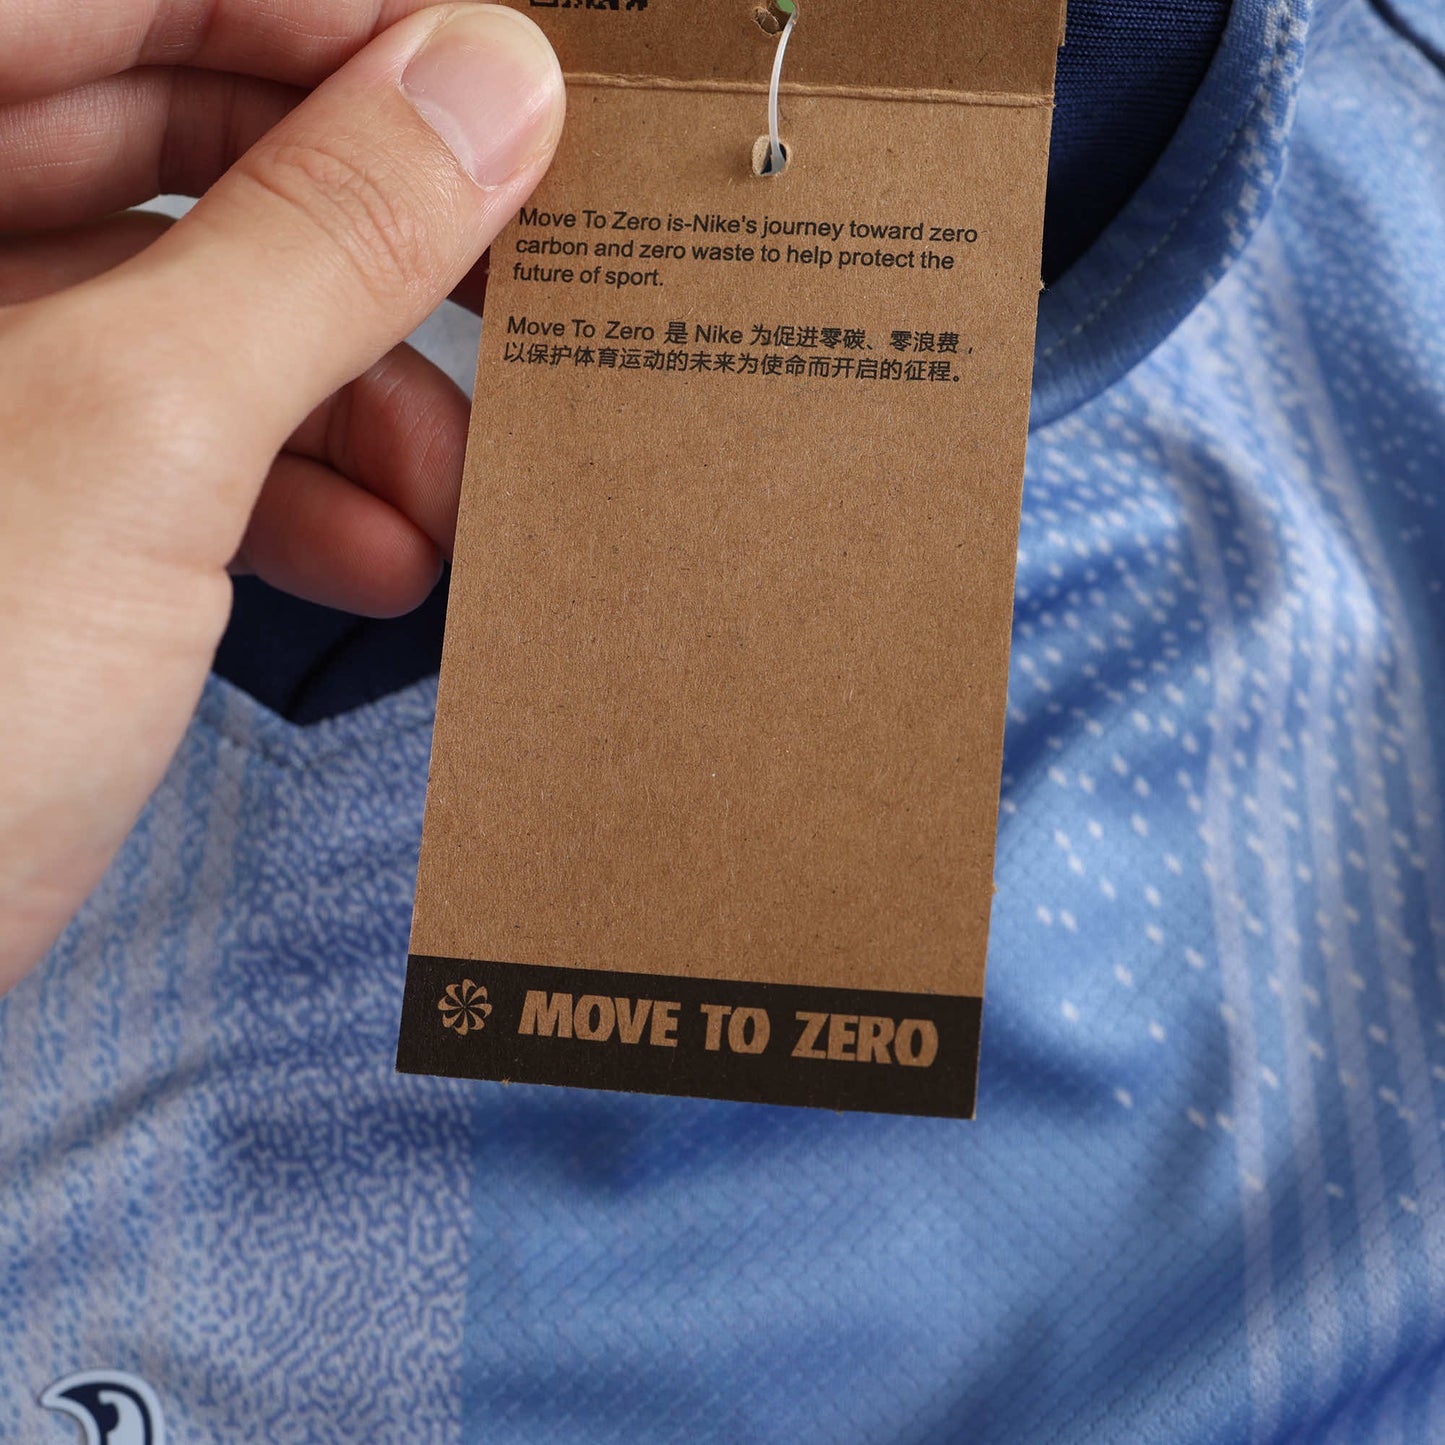 Move To Zero is-Nike's journey toward zero
carbon and zero waste to help protect the
future of sport.
Move To Zero 是 Nike 为促进零碳、零浪费，
以保护体育运动的未来为使命而开启的征程。
MOVE TO ZERO